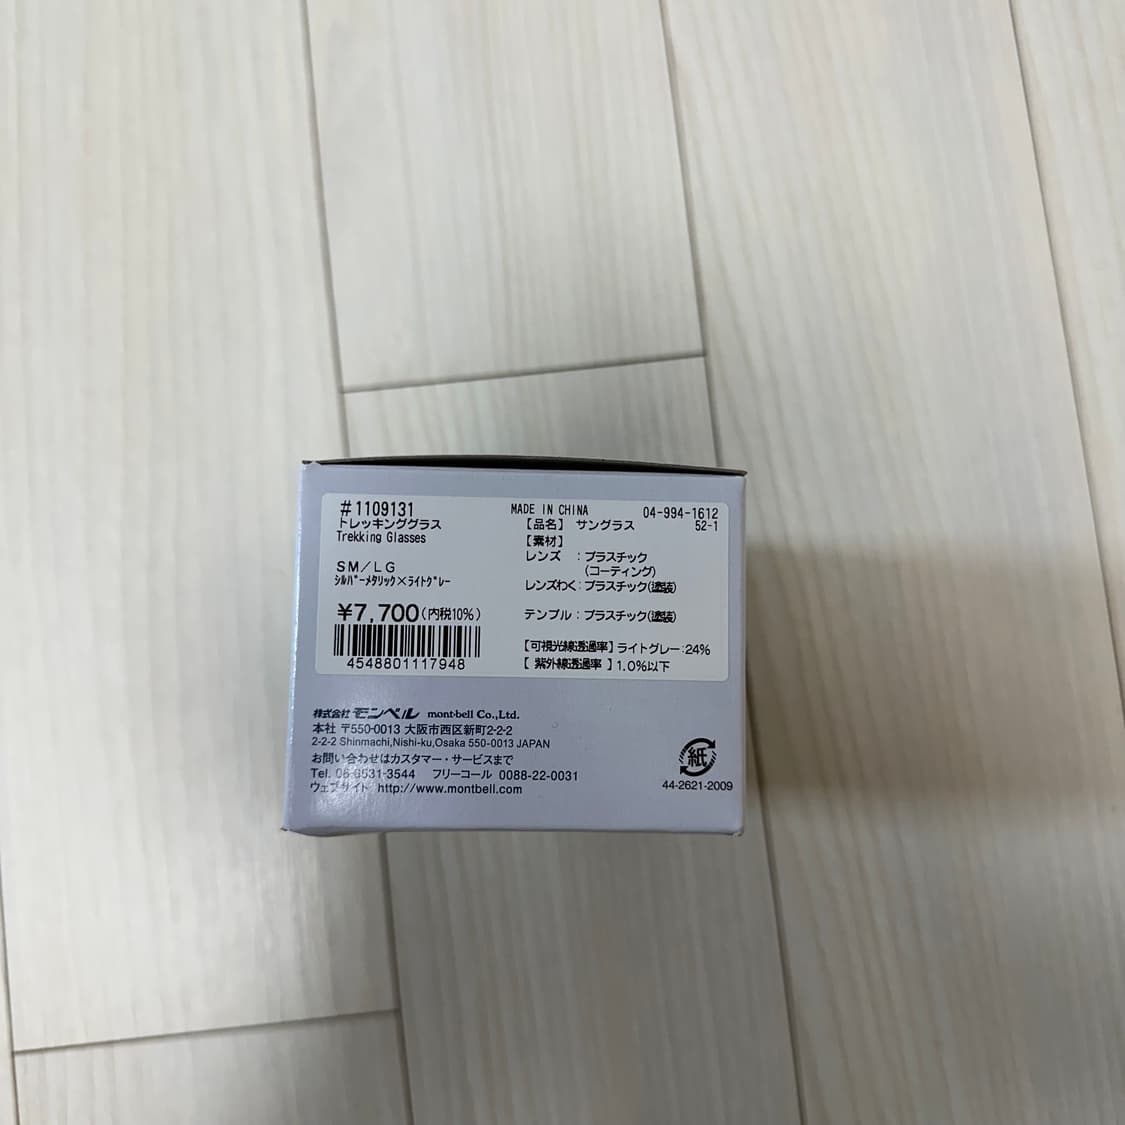 #1109131
トレッキンググラス
Trekking Glasses
SM/LG
ｼﾙﾊﾞｰﾒﾀﾘｯｸ×ﾗｲﾄｸﾞﾚｰ
¥7,700(内税10%)
4548801117948
MADE IN CHINA 04-994-1612
【品名】 サングラス 52-1
【素材】
レンズ :プラスチック
(コーティング)
レンズわく:プラスチック(塗装)
テンプル:プラスチック(塗装)
【可視光線透過率】ライトグレー:24%
【 紫外線透過率 】1.0%以下
株式会社 モンベル mont-bell Co.,Ltd.
本社 〒550-0013 大阪市西区新町2-2-2
2-2-2 Shinmachi,Nishi-ku,Osaka 550-0013 JAPAN
お問い合わせはカスタマー・サービスまで
Tel. 06-6531-3544 フリーコール 0088-22-0031
ウェブサイト http://www.montbell.com
紙
44-2621-2009